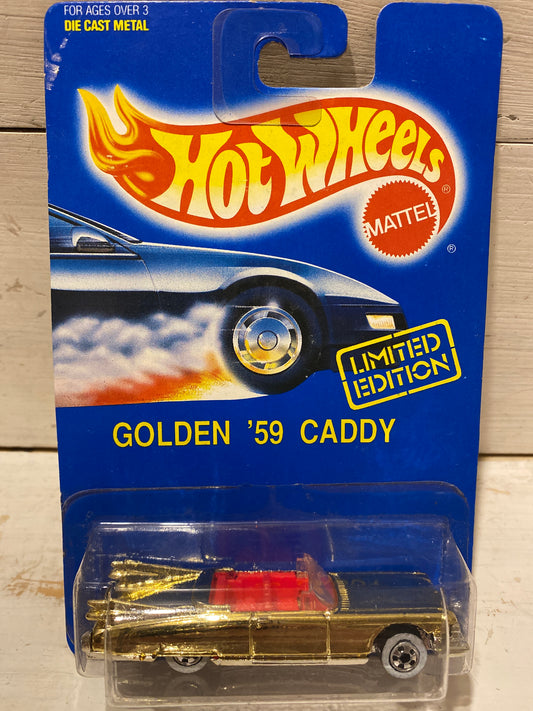 FOR AGES OVER 3
DIE CAST METAL
HOT WHEELS
®
MATTEL
®
LIMITED
EDITION
GOLDEN '59 CADDY